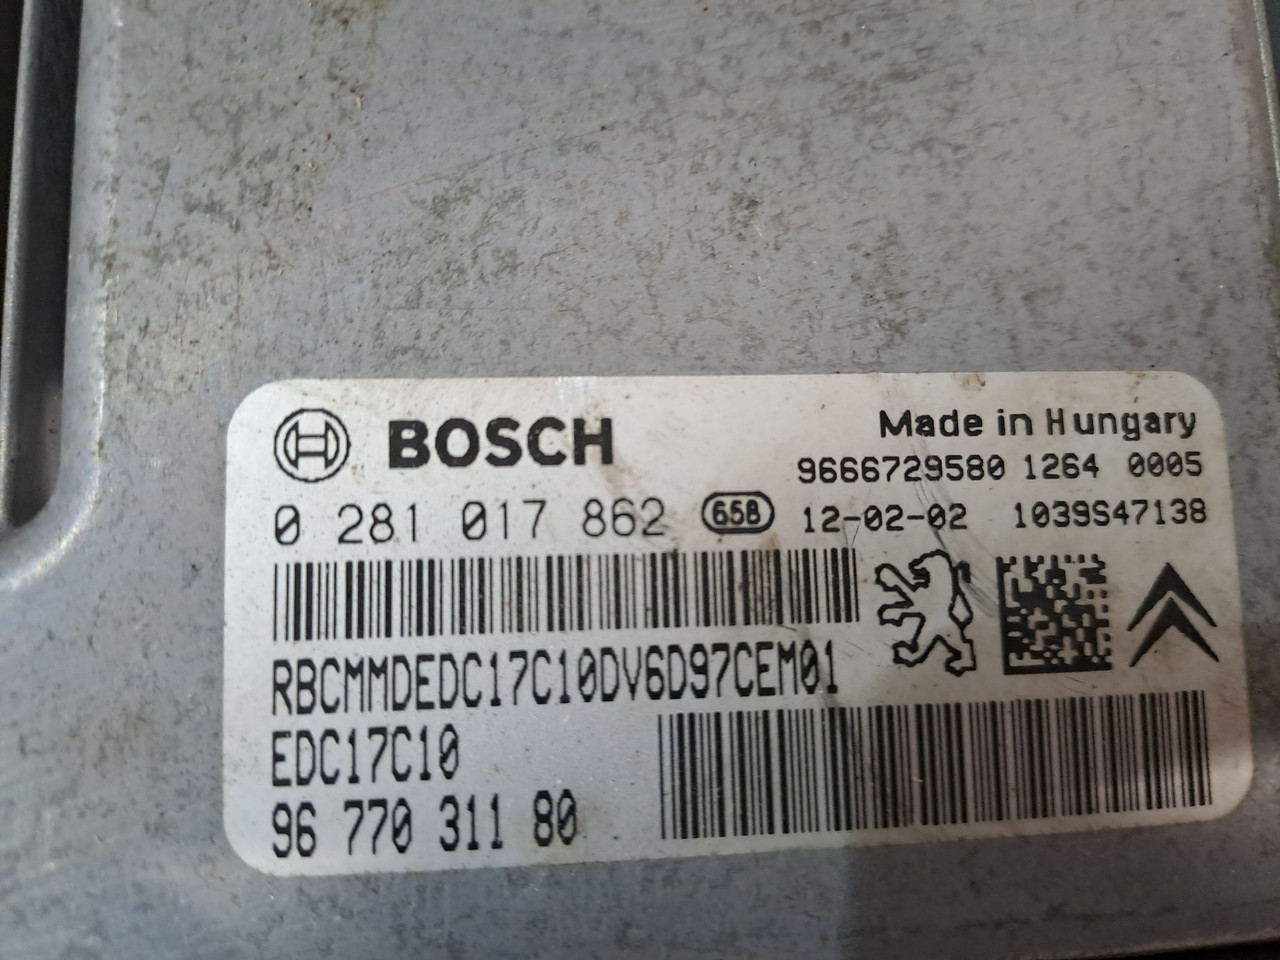 BOSCH
Made in Hungary
9666729580 1264 0005
0 281 017 862 658 12-02-02 1039S47138
RBCMMDEDC17C10DV6D97CEM01
EDC17C10
96 770 311 80